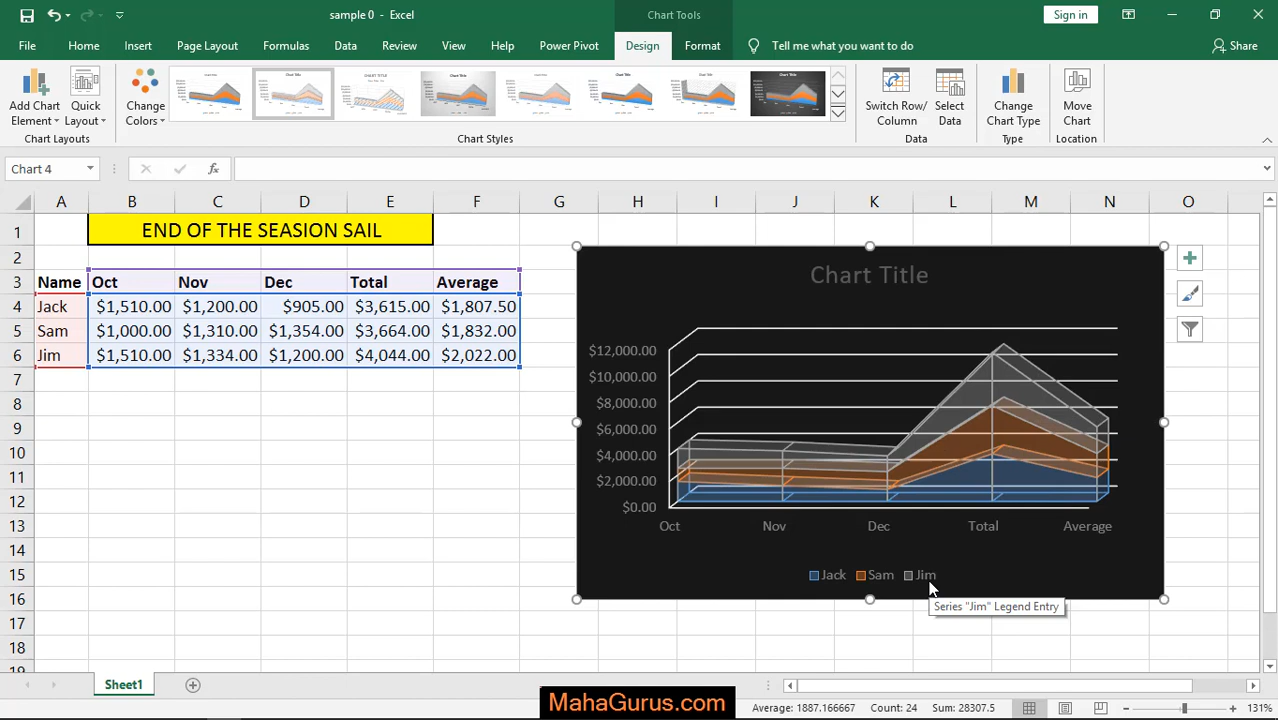 sample 0 - Excel
Chart Tools
Sign in
File Home Insert Page Layout Formulas Data Review View Help Power Pivot Design Format Tell me what you want to do Share
Add Chart Element Quick Layout Change Colors Switch Row/Column Select Data Change Chart Type Move Chart
Chart Layouts Chart Styles Data Type Location
Chart 4 fx
A B C D E F G H I J K L M N O
1 END OF THE SEASION SAIL
2
3 Name Oct Nov Dec Total Average
4 Jack $1,510.00 $1,200.00 $905.00 $3,615.00 $1,807.50
5 Sam $1,000.00 $1,310.00 $1,354.00 $3,664.00 $1,832.00
6 Jim $1,510.00 $1,334.00 $1,200.00 $4,044.00 $2,022.00
7
8
9
10
11
12
13
14
15
16
17
18
19
Chart Title
$12,000.00
$10,000.00
$8,000.00
$6,000.00
$4,000.00
$2,000.00
$0.00
Oct Nov Dec Total Average
Jack Sam Jim
Series "Jim" Legend Entry
Sheet1
MahaGurus.com
Average: 1887.166667 Count: 24 Sum: 28307.5 131%